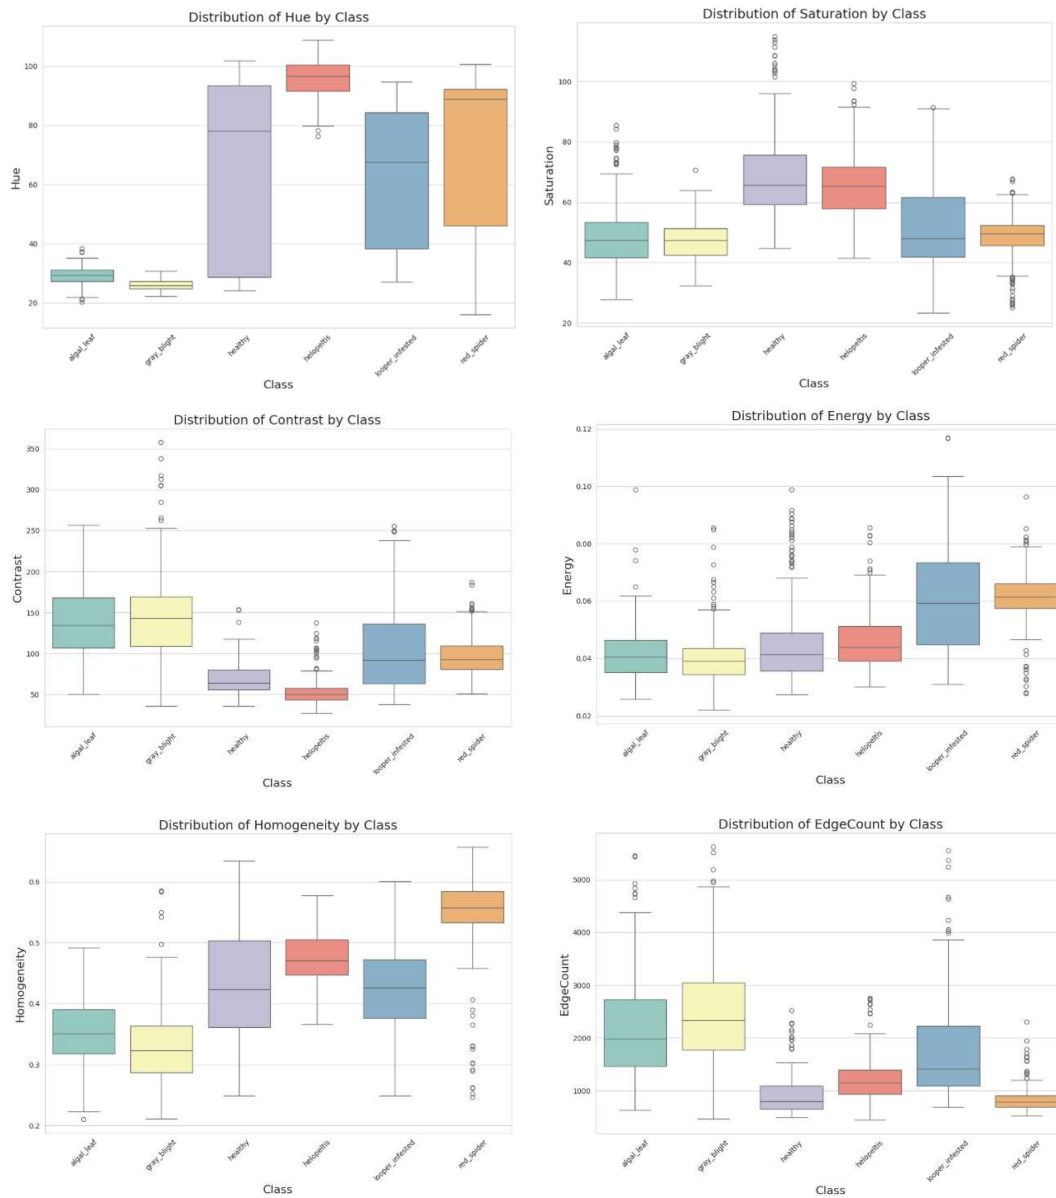 Distribution of Hue by Class
Hue
100
80
60
40
20
algal_leaf
gray_blight
healthy
helopeltis
looper_infested
red_spider
Class
Distribution of Saturation by Class
Saturation
100
80
60
40
20
algal_leaf
gray_blight
healthy
helopeltis
looper_infested
red_spider
Class
Distribution of Contrast by Class
Contrast
350
300
250
200
150
100
50
algal_leaf
gray_blight
healthy
helopeltis
looper_infested
red_spider
Class
Distribution of Energy by Class
Energy
0.12
0.10
0.08
0.06
0.04
0.02
algal_leaf
gray_blight
healthy
helopeltis
looper_infested
red_spider
Class
Distribution of Homogeneity by Class
Homogeneity
0.6
0.5
0.4
0.3
0.2
algal_leaf
gray_blight
healthy
helopeltis
looper_infested
red_spider
Class
Distribution of EdgeCount by Class
EdgeCount
5000
4000
3000
2000
1000
algal_leaf
gray_blight
healthy
helopeltis
looper_infested
red_spider
Class